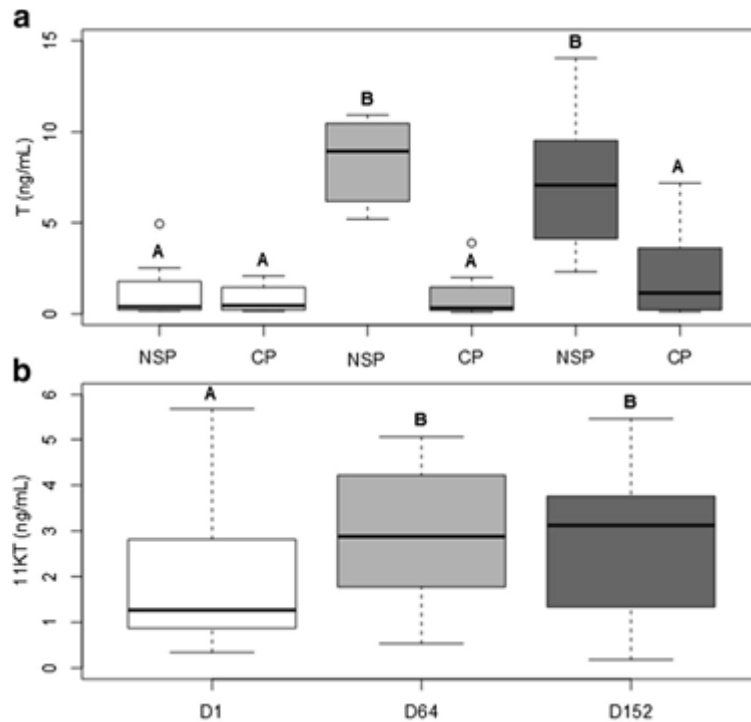 a
T (ng/mL)
15
10
5
0
A
A
B
A
B
A
NSP
CP
NSP
CP
NSP
CP
b
11KT (ng/mL)
6
5
4
3
2
1
0
A
B
B
D1
D64
D152